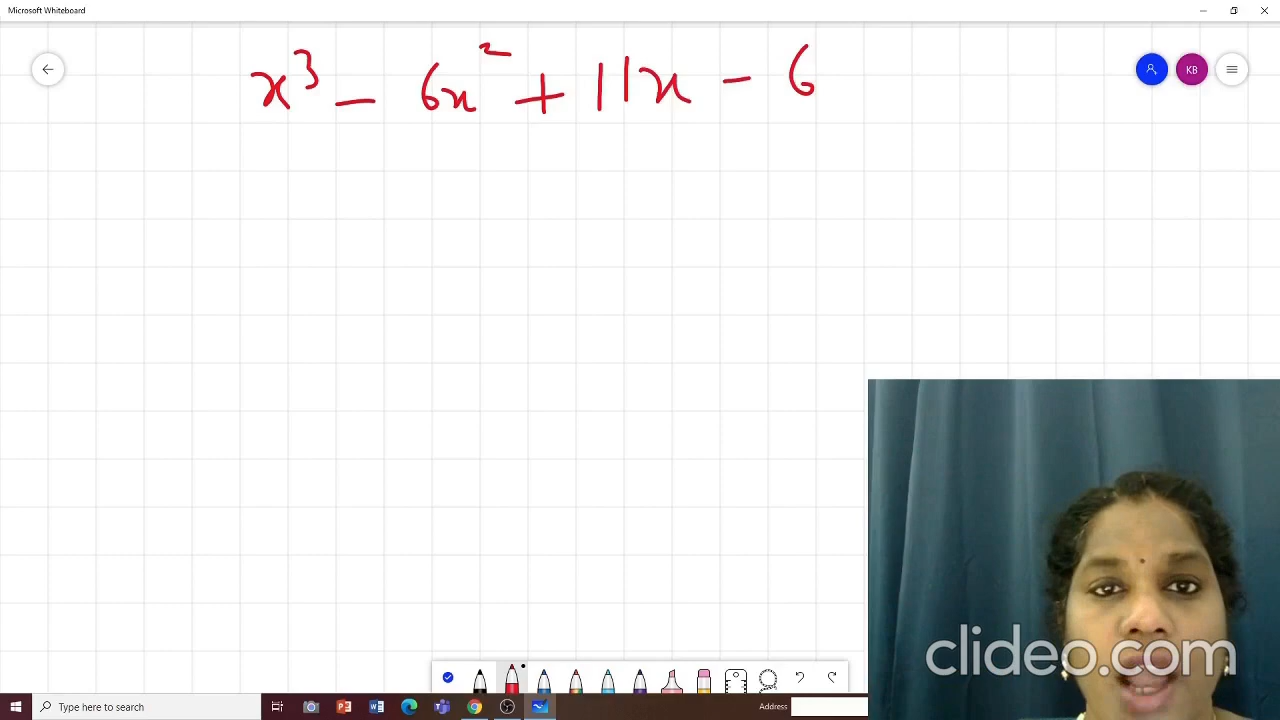 Microsoft Whiteboard
x³ - 6x² + 11x - 6
KB
clideo.com
Type here to search
Address